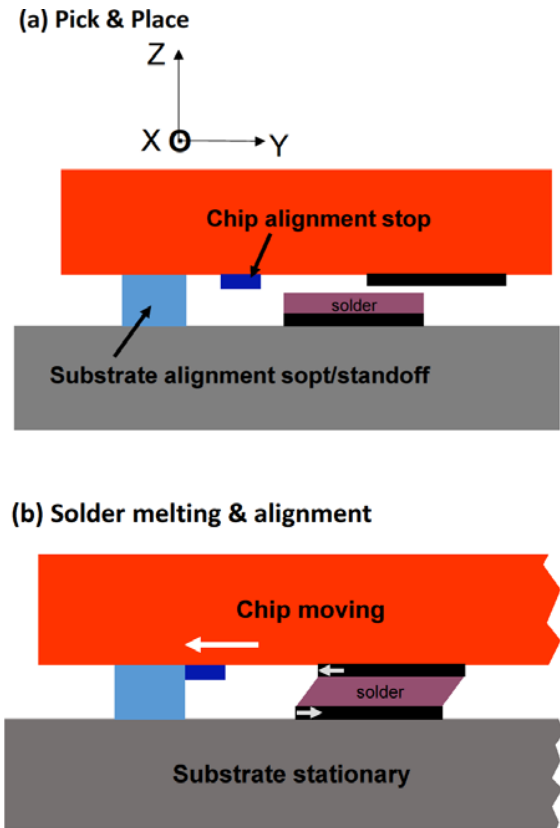 (a) Pick & Place
Z
X O Y
Chip alignment stop
solder
Substrate alignment sopt/standoff
(b) Solder melting & alignment
Chip moving
solder
Substrate stationary